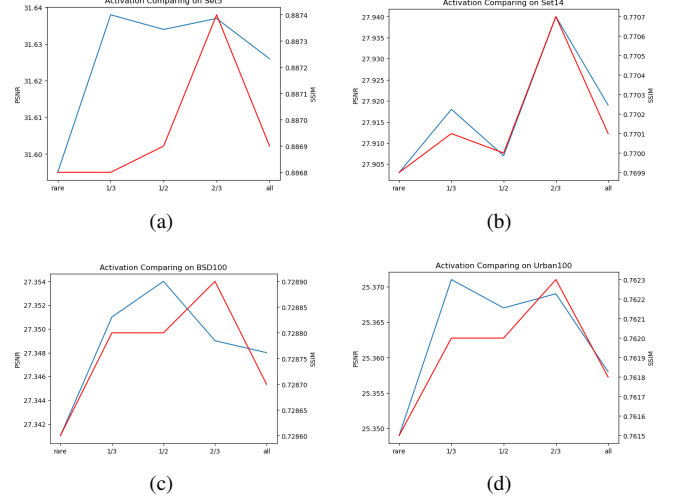 Activation Comparing on Set5
31.64
31.63
31.62
31.61
31.60
PSNR
0.8874
0.8873
0.8872
0.8871
0.8870
0.8869
0.8868
SSIM
rare 1/3 1/2 2/3 all
(a)
Activation Comparing on Set14
27.940
27.935
27.930
27.925
27.920
27.915
27.910
27.905
PSNR
0.7707
0.7706
0.7704
0.7703
0.7701
0.7700
0.7699
SSIM
rare 1/3 1/2 2/3 all
(b)
Activation Comparing on BSD100
27.354
27.352
27.350
27.348
27.346
27.344
27.342
PSNR
0.72890
0.72885
0.72880
0.72875
0.72870
0.72865
0.72860
SSIM
rare 1/3 1/2 2/3 all
(c)
Activation Comparing on Urban100
25.370
25.365
25.360
25.355
25.350
PSNR
0.7623
0.7622
0.7621
0.7620
0.7618
0.7617
0.7616
0.7615
SSIM
rare 1/3 1/2 2/3 all
(d)